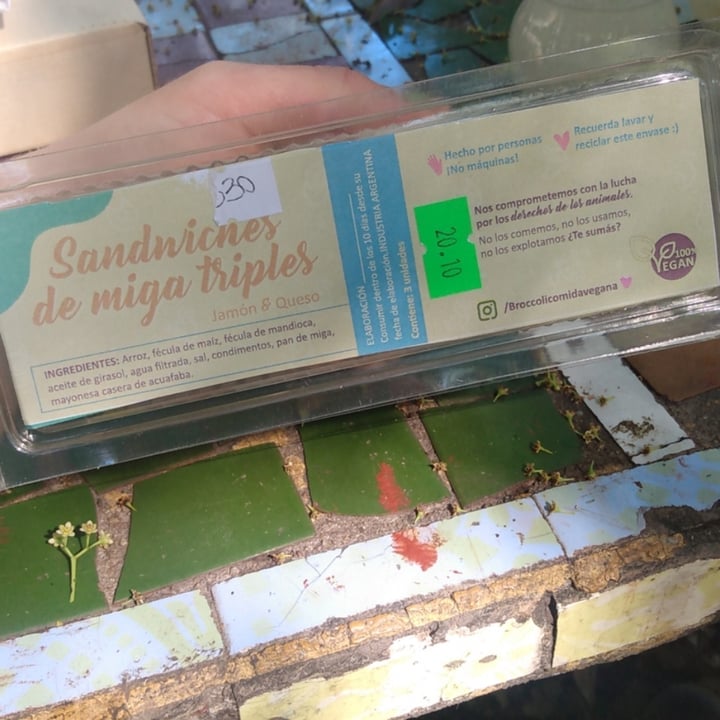 330
Sandwiches
de miga triples
Jamón & Queso
INGREDIENTES: Arroz, fécula de maíz, fécula de mandioca,
aceite de girasol, agua filtrada, sal, condimentos, pan de miga,
mayonesa casera de acuafaba.
ELABORACIÓN
Consumir dentro de los 10 días desde su
fecha de elaboración.INDUSTRIA ARGENTINA
Contiene: 3 unidades
20.10
Hecho por personas
¡No máquinas!
Recuerda lavar y
reciclar este envase :)
Nos comprometemos con la lucha
por los derechos de los animales.
No los comemos, no los usamos,
no los explotamos ¿Te sumás?
100%
VEGAN
/Broccolicomidavegana